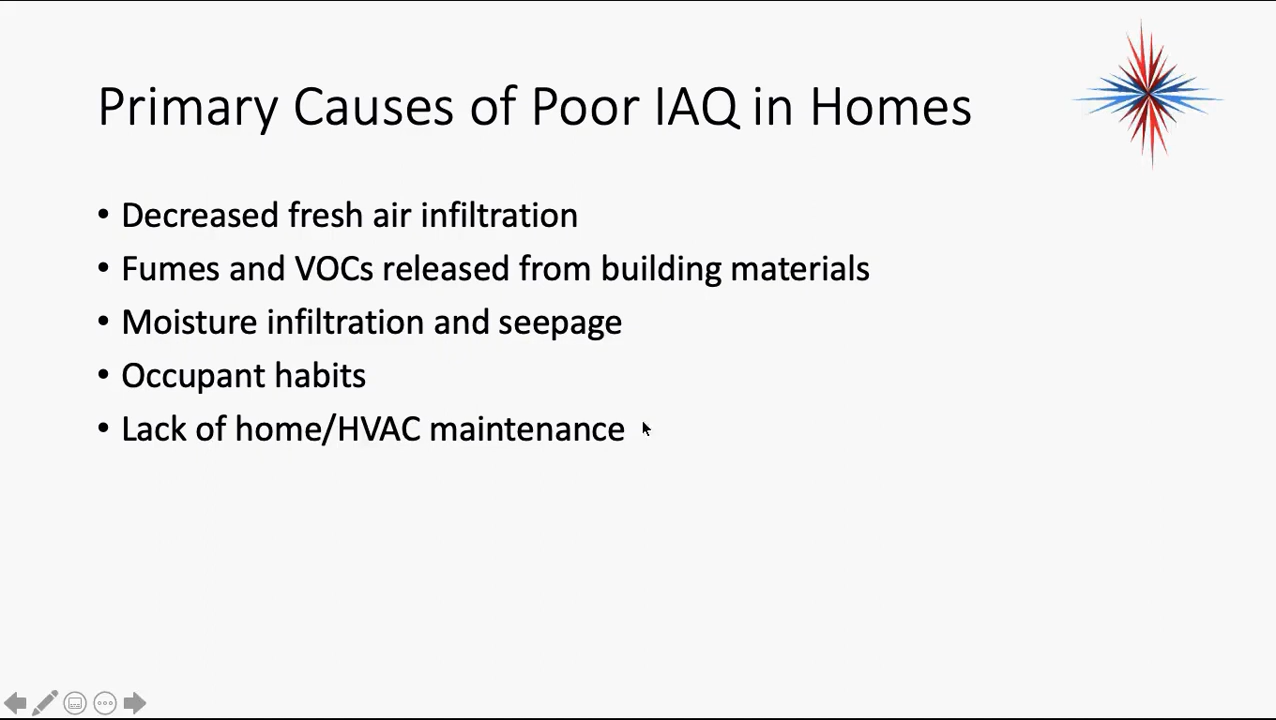 Primary Causes of Poor IAQ in Homes
• Decreased fresh air infiltration
• Fumes and VOCs released from building materials
• Moisture infiltration and seepage
• Occupant habits
• Lack of home/HVAC maintenance